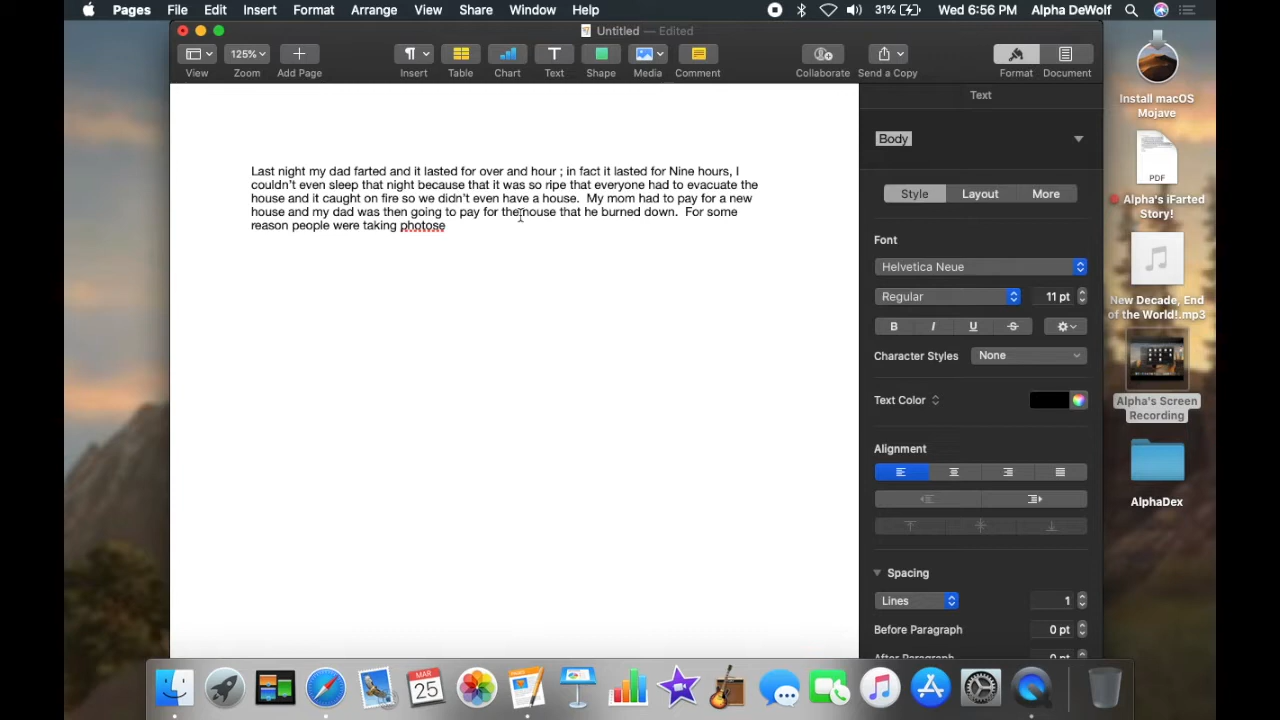 Pages File Edit Insert Format Arrange View Share Window Help 31% Wed 6:56 PM Alpha DeWolf
Untitled — Edited
125%
View Zoom Add Page Insert Table Chart Text Shape Media Comment Collaborate Send a Copy Format Document
Text
Body
Style Layout More
Font
Helvetica Neue
Regular 11 pt
B I U S
Character Styles None
Text Color
Alignment
Spacing
Lines 1
Before Paragraph 0 pt
After Paragraph 0 pt
Last night my dad farted and it lasted for over and hour ; in fact it lasted for Nine hours, I
couldn't even sleep that night because that it was so ripe that everyone had to evacuate the
house and it caught on fire so we didn't even have a house.  My mom had to pay for a new
house and my dad was then going to pay for the house that he burned down.  For some
reason people were taking photose
Install macOS
Mojave
PDF
Alpha's iFarted
Story!
New Decade, End
of the World!.mp3
Alpha's Screen
Recording
AlphaDex
MAR
25